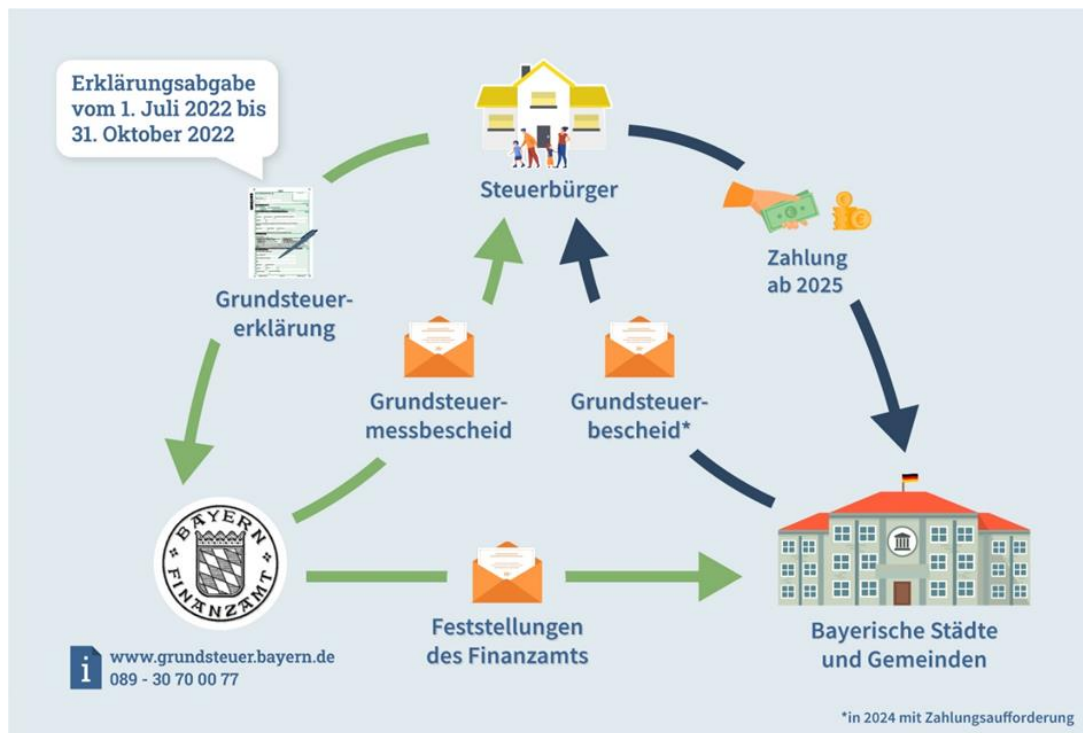 Erklärungsabgabe
vom 1. Juli 2022 bis
31. Oktober 2022
Steuerbürger
Grundsteuer-
erklärung
Zahlung
ab 2025
Grundsteuer-
messbescheid
Grundsteuer-
bescheid*
BAYERN
FINANZAMT
Feststellungen
des Finanzamts
Bayerische Städte
und Gemeinden
i
www.grundsteuer.bayern.de
089 - 30 70 00 77
*in 2024 mit Zahlungsaufforderung